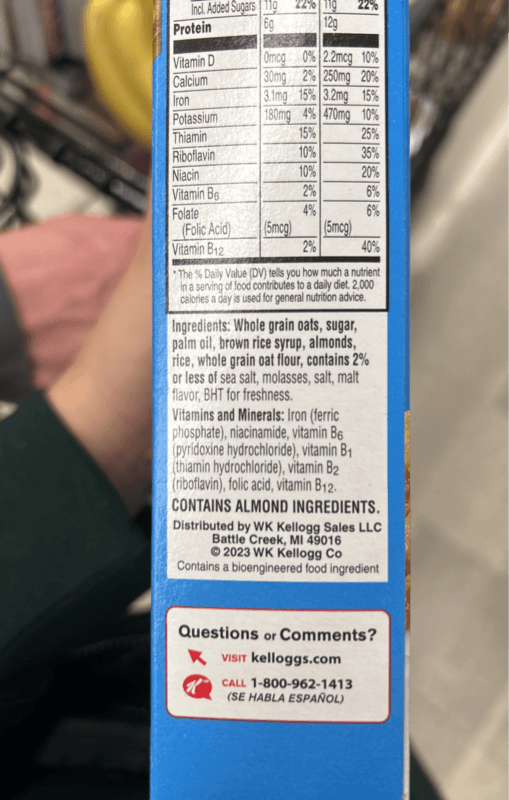 Incl. Added Sugars 11g 22% 11g 22%
Protein 6g 12g
Vitamin D 0mcg 0% 2.2mcg 10%
Calcium 30mg 2% 250mg 20%
Iron 3.1mg 15% 3.2mg 15%
Potassium 180mg 4% 470mg 10%
Thiamin 15% 25%
Riboflavin 10% 35%
Niacin 10% 20%
Vitamin B6 2% 6%
Folate 4% 6%
(Folic Acid) (5mcg) (5mcg)
Vitamin B12 2% 40%
* The % Daily Value (DV) tells you how much a nutrient
in a serving of food contributes to a daily diet. 2,000
calories a day is used for general nutrition advice.
Ingredients: Whole grain oats, sugar,
palm oil, brown rice syrup, almonds,
rice, whole grain oat flour, contains 2%
or less of sea salt, molasses, salt, malt
flavor, BHT for freshness.
Vitamins and Minerals: Iron (ferric
phosphate), niacinamide, vitamin B6
(pyridoxine hydrochloride), vitamin B1
(thiamin hydrochloride), vitamin B2
(riboflavin), folic acid, vitamin B12.
CONTAINS ALMOND INGREDIENTS.
Distributed by WK Kellogg Sales LLC
Battle Creek, MI 49016
© 2023 WK Kellogg Co
Contains a bioengineered food ingredient
Questions or Comments?
VISIT kelloggs.com
K CALL 1-800-962-1413
(SE HABLA ESPAÑOL)